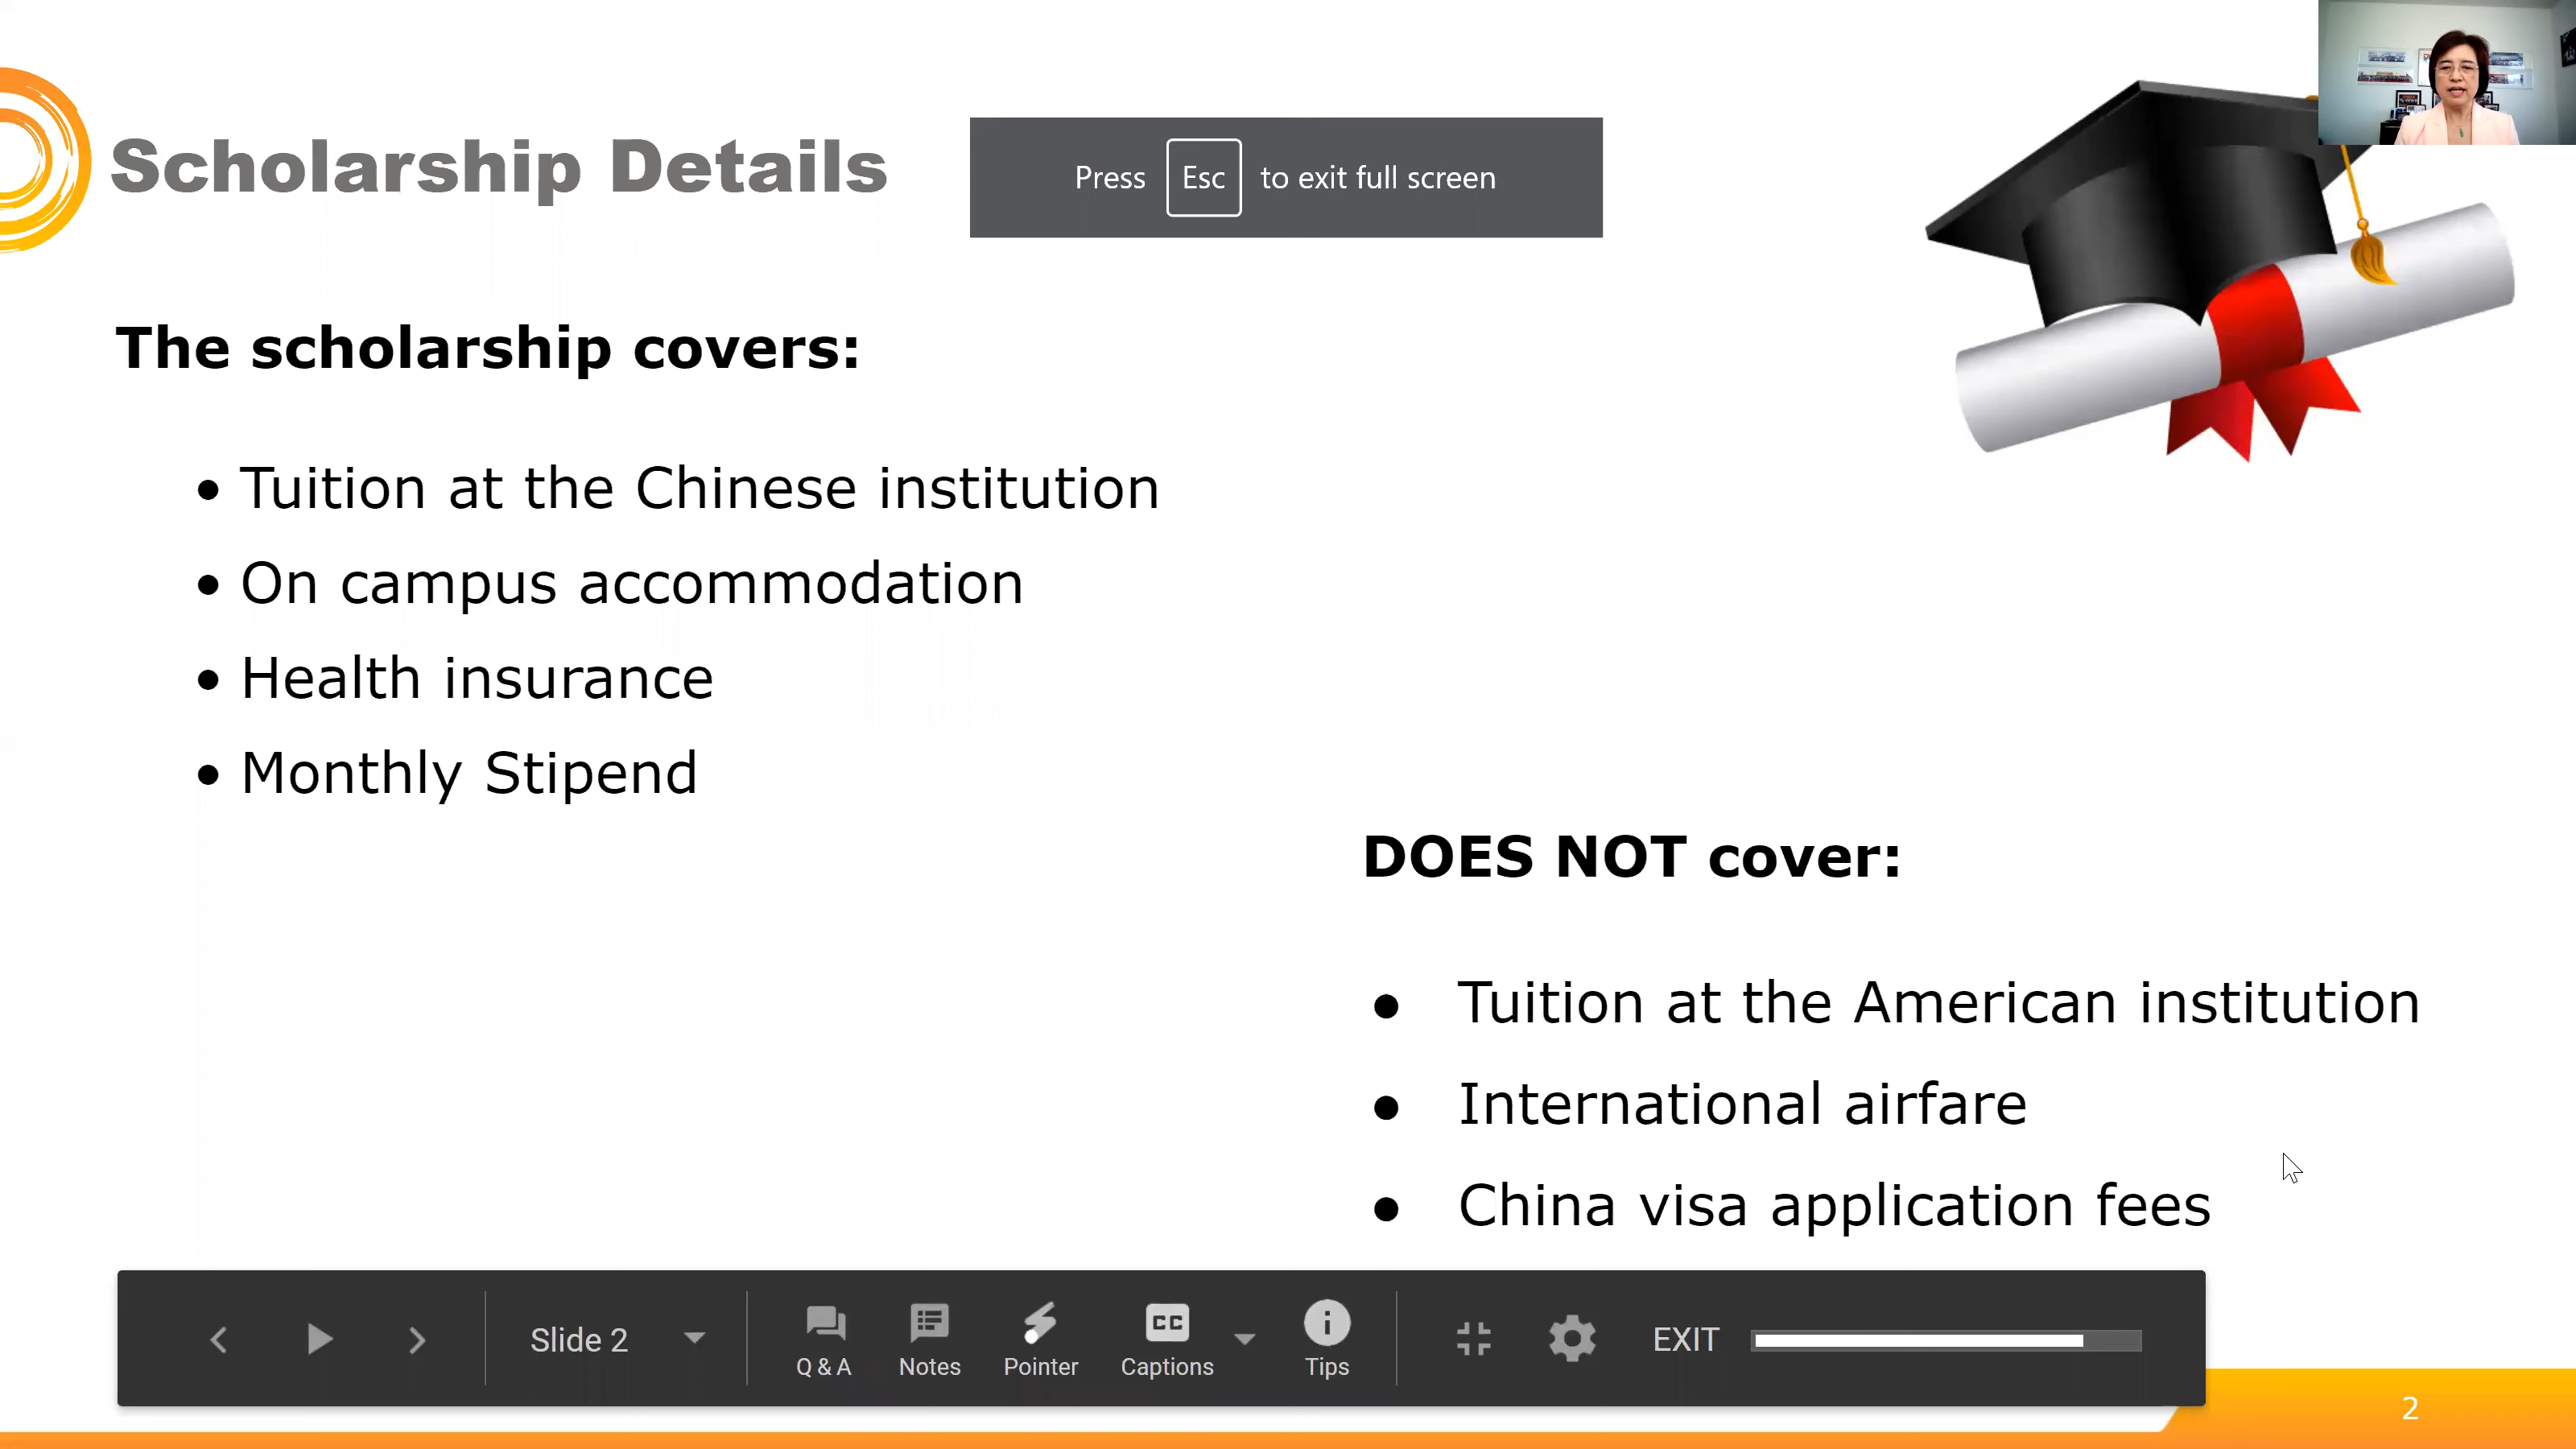 Scholarship Details
Press Esc to exit full screen
The scholarship covers:
• Tuition at the Chinese institution
• On campus accommodation
• Health insurance
• Monthly Stipend
DOES NOT cover:
● Tuition at the American institution
● International airfare
● China visa application fees
Slide 2
Q & A
Notes
Pointer
CC
Captions
Tips
EXIT
2